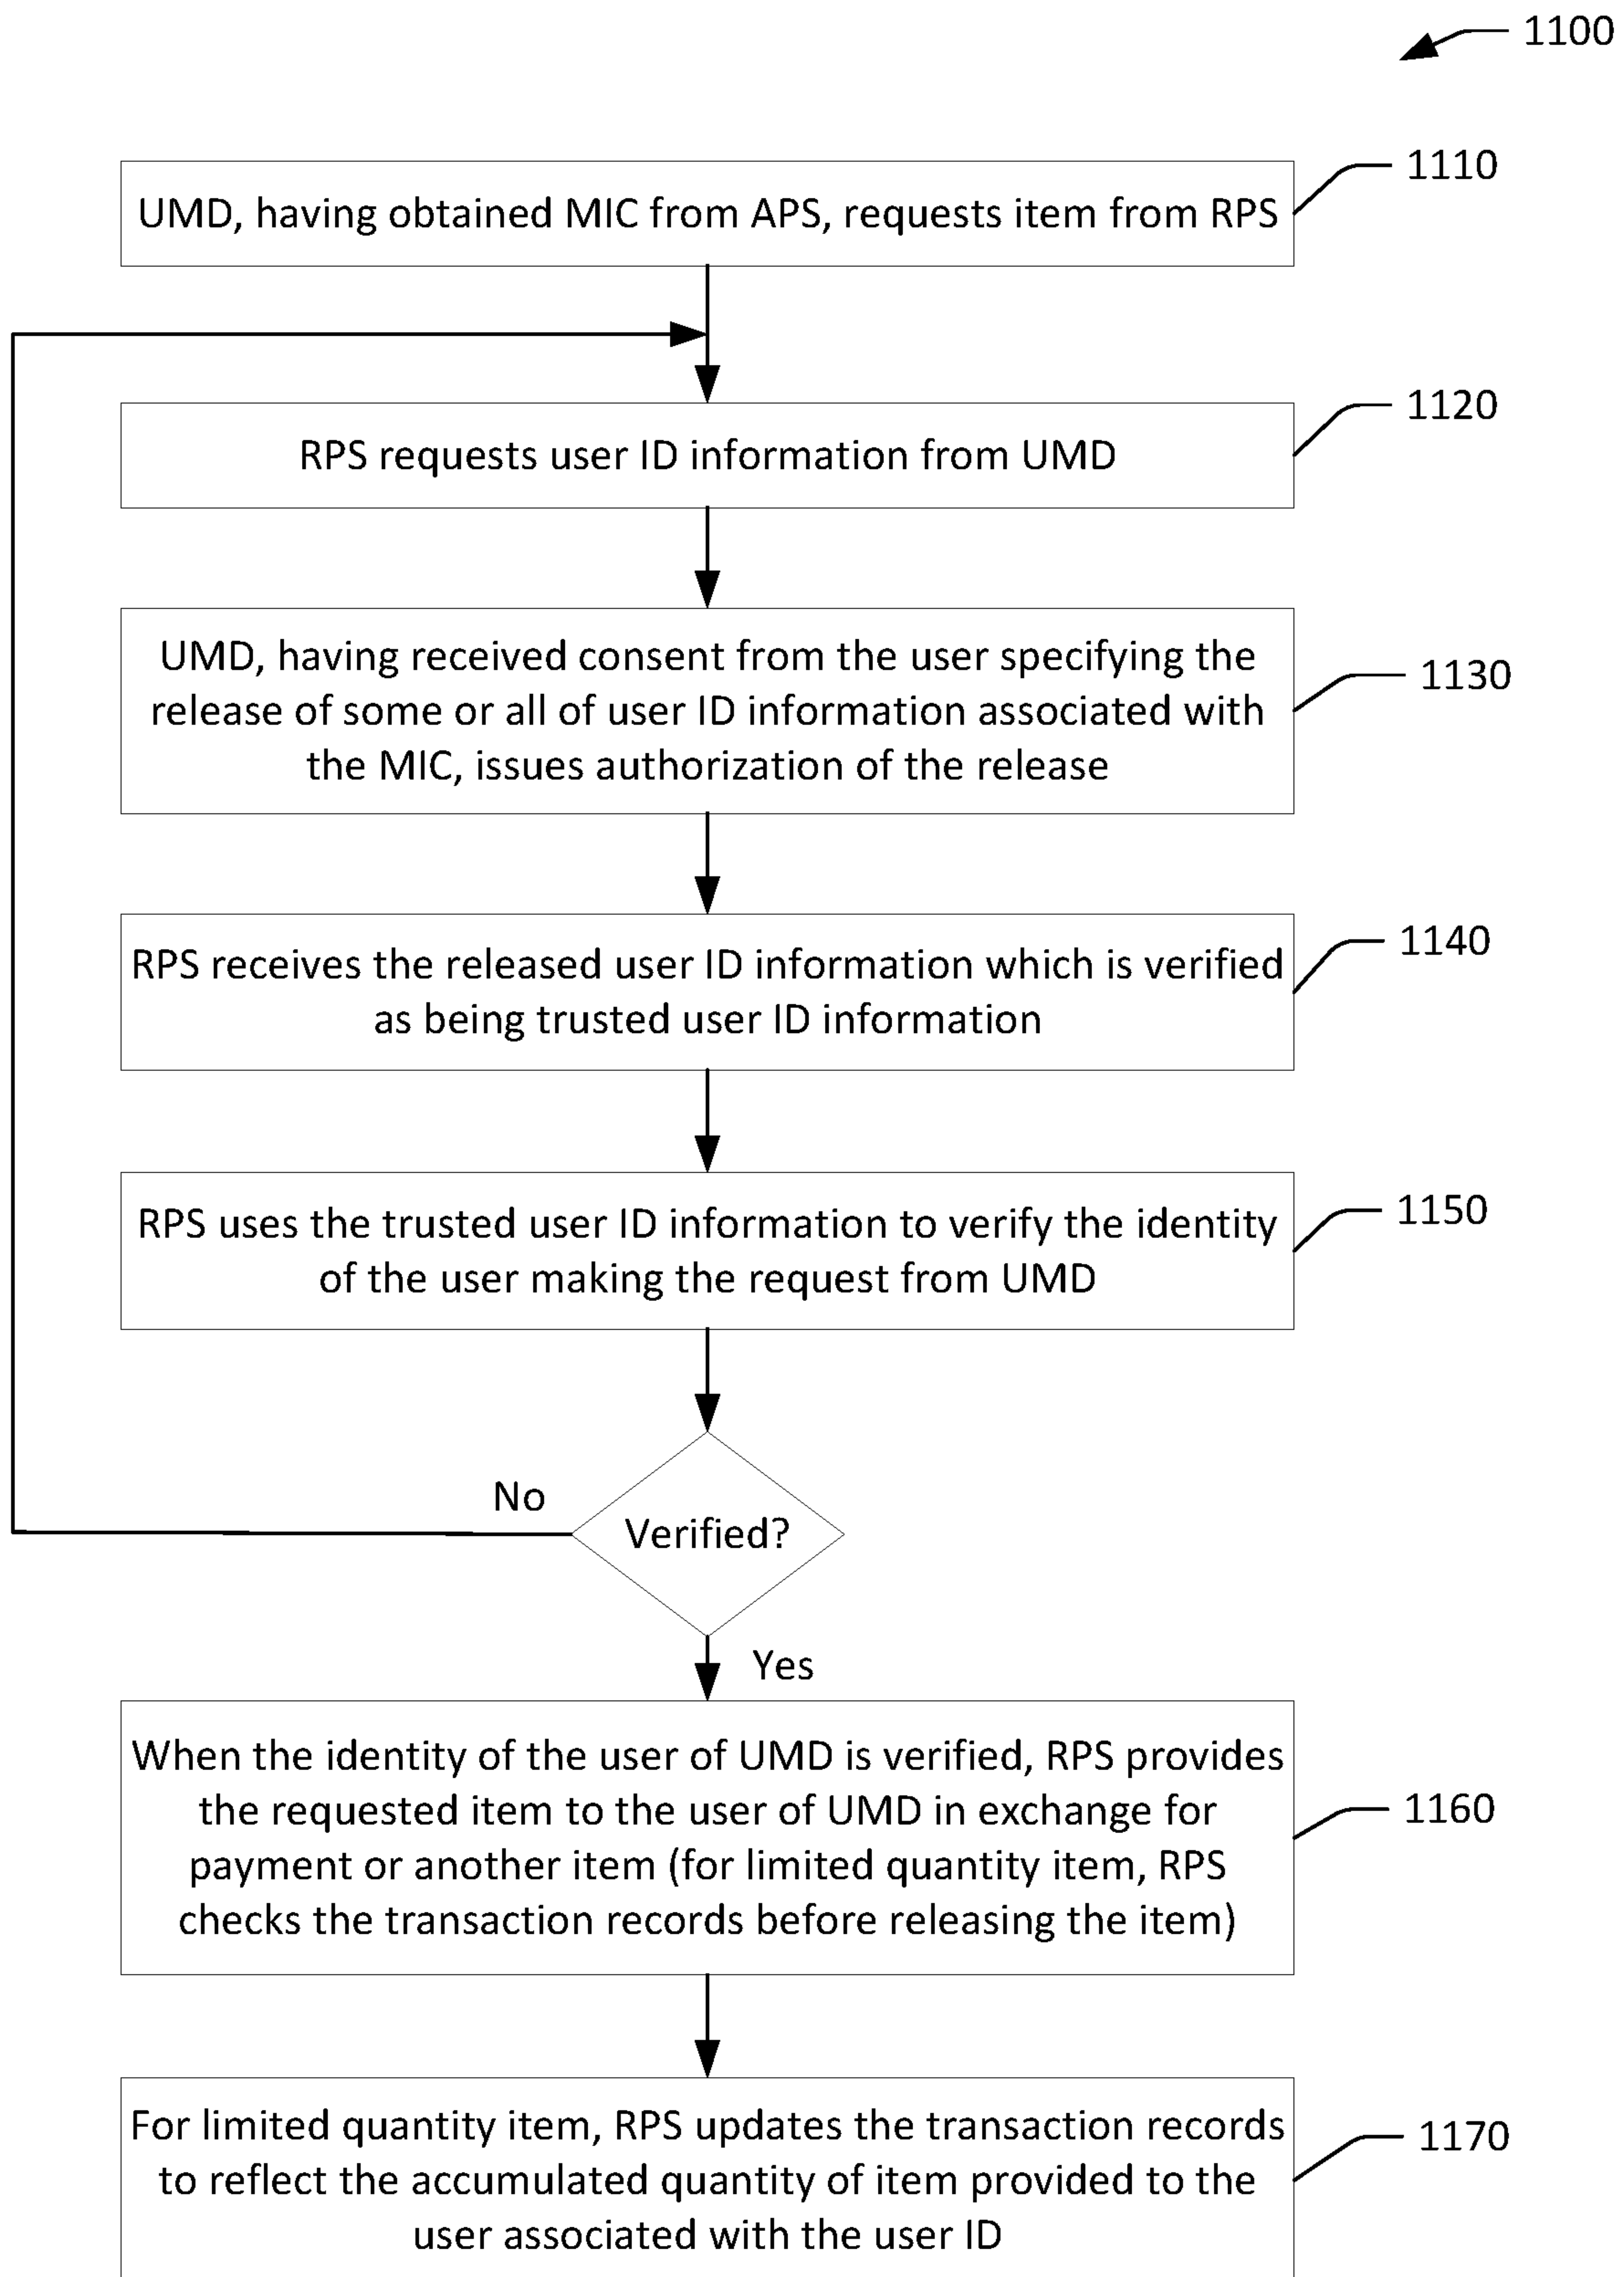 1100
UMD, having obtained MIC from APS, requests item from RPS
1110
RPS requests user ID information from UMD
1120
UMD, having received consent from the user specifying the
release of some or all of user ID information associated with
the MIC, issues authorization of the release
1130
RPS receives the released user ID information which is verified
as being trusted user ID information
1140
RPS uses the trusted user ID information to verify the identity
of the user making the request from UMD
1150
Verified?
No
Yes
When the identity of the user of UMD is verified, RPS provides
the requested item to the user of UMD in exchange for
payment or another item (for limited quantity item, RPS
checks the transaction records before releasing the item)
1160
For limited quantity item, RPS updates the transaction records
to reflect the accumulated quantity of item provided to the
user associated with the user ID
1170